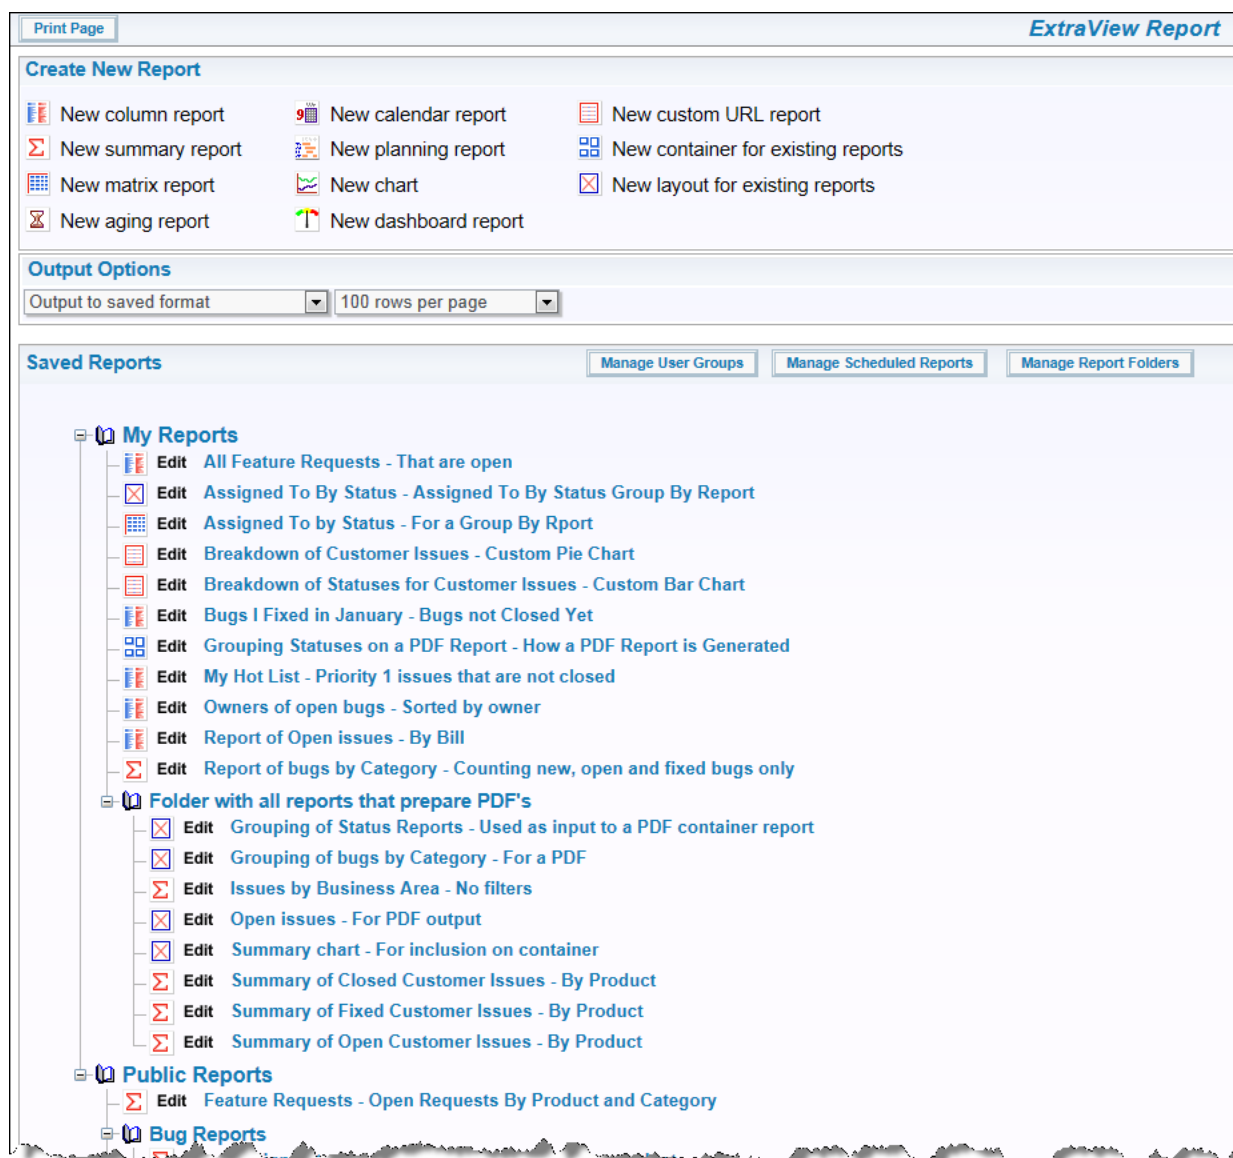 Print Page
ExtraView Report
Create New Report
New column report
New calendar report
New custom URL report
New summary report
New planning report
New container for existing reports
New matrix report
New chart
New layout for existing reports
New aging report
New dashboard report
Output Options
Output to saved format
100 rows per page
Saved Reports
Manage User Groups
Manage Scheduled Reports
Manage Report Folders
My Reports
Edit All Feature Requests - That are open
Edit Assigned To By Status - Assigned To By Status Group By Report
Edit Assigned To by Status - For a Group By Rport
Edit Breakdown of Customer Issues - Custom Pie Chart
Edit Breakdown of Statuses for Customer Issues - Custom Bar Chart
Edit Bugs I Fixed in January - Bugs not Closed Yet
Edit Grouping Statuses on a PDF Report - How a PDF Report is Generated
Edit My Hot List - Priority 1 issues that are not closed
Edit Owners of open bugs - Sorted by owner
Edit Report of Open issues - By Bill
Edit Report of bugs by Category - Counting new, open and fixed bugs only
Folder with all reports that prepare PDF's
Edit Grouping of Status Reports - Used as input to a PDF container report
Edit Grouping of bugs by Category - For a PDF
Edit Issues by Business Area - No filters
Edit Open issues - For PDF output
Edit Summary chart - For inclusion on container
Edit Summary of Closed Customer Issues - By Product
Edit Summary of Fixed Customer Issues - By Product
Edit Summary of Open Customer Issues - By Product
Public Reports
Edit Feature Requests - Open Requests By Product and Category
Bug Reports